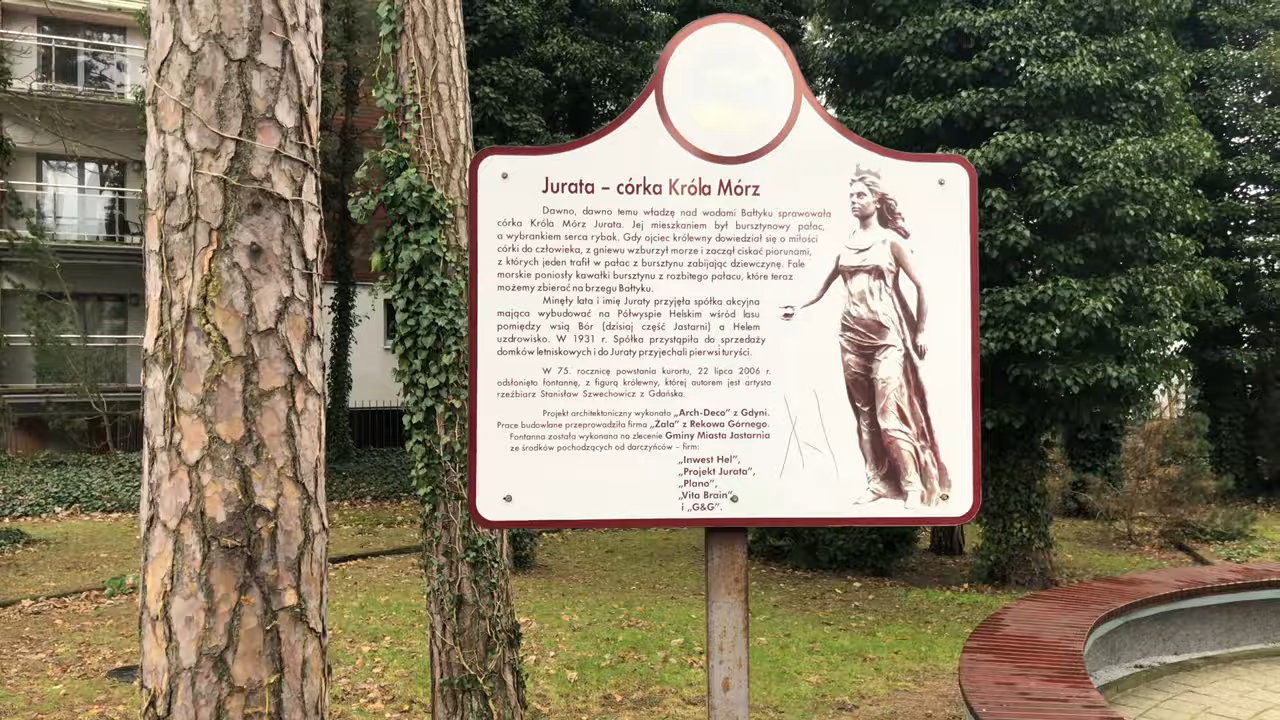 Jurata – córka Króla Mórz
Dawno, dawno temu władzę nad wodami Bałtyku sprawowała
córka Króla Mórz Jurata. Jej mieszkaniem był bursztynowy pałac,
a wybrankiem serca rybak. Gdy ojciec królewny dowiedział się o miłości
córki do człowieka, z gniewu wzburzył morze i zaczął ciskać piorunami,
z których jeden trafił w pałac z bursztynu zabijając dziewczynę. Fale
morskie poniosły kawałki bursztynu z rozbitego pałacu, które teraz
możemy zbierać na brzegu Bałtyku.
Minęły lata i imię Juraty przyjęła spółka akcyjna
mająca wybudować na Półwyspie Helskim wśród lasu
pomiędzy wsią Bór (dzisiaj część Jastarni) a Helem
uzdrowisko. W 1931 r. Spółka przystąpiła do sprzedaży
domków letniskowych i do Juraty przyjechali pierwsi turyści.
W 75. rocznicę powstania kurortu, 22 lipca 2006 r.
odsłonięto fontannę, z figurą królewny, której autorem jest artysta
rzeźbiarz Stanisław Szwechowicz z Gdańska.
Projekt architektoniczny wykonało „Arch-Deco” z Gdyni.
Prace budowlane przeprowadziła firma „Żala” z Rekowa Górnego.
Fontanna została wykonana na zlecenie Gminy Miasta Jastarnia
ze środków pochodzących od darczyńców – firm:
„Inwest Hel”,
„Projekt Jurata”,
„Plano”,
„Vita Brain”
i „G&G”.